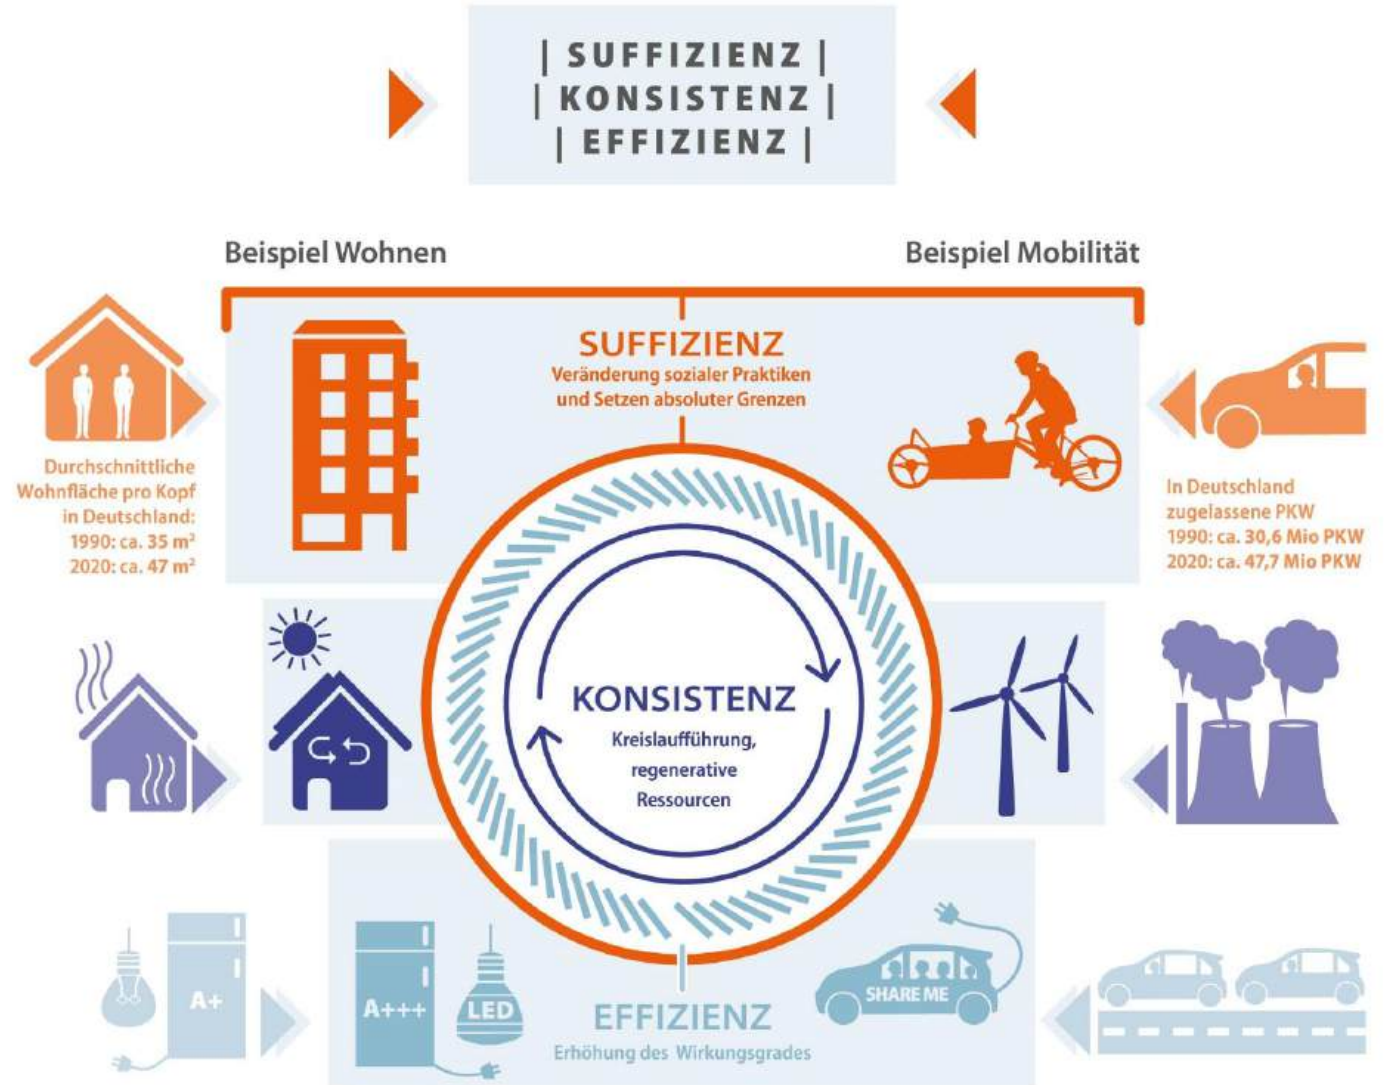 | SUFFIZIENZ |
| KONSISTENZ |
| EFFIZIENZ |
Beispiel Wohnen
Beispiel Mobilität
SUFFIZIENZ
Veränderung sozialer Praktiken
und Setzen absoluter Grenzen
Durchschnittliche
Wohnfläche pro Kopf
in Deutschland:
1990: ca. 35 m²
2020: ca. 47 m²
In Deutschland
zugelassene PKW
1990: ca. 30,6 Mio PKW
2020: ca. 47,7 Mio PKW
KONSISTENZ
Kreislaufführung,
regenerative
Ressourcen
A+
A+++
LED
SHARE ME
EFFIZIENZ
Erhöhung des Wirkungsgrades